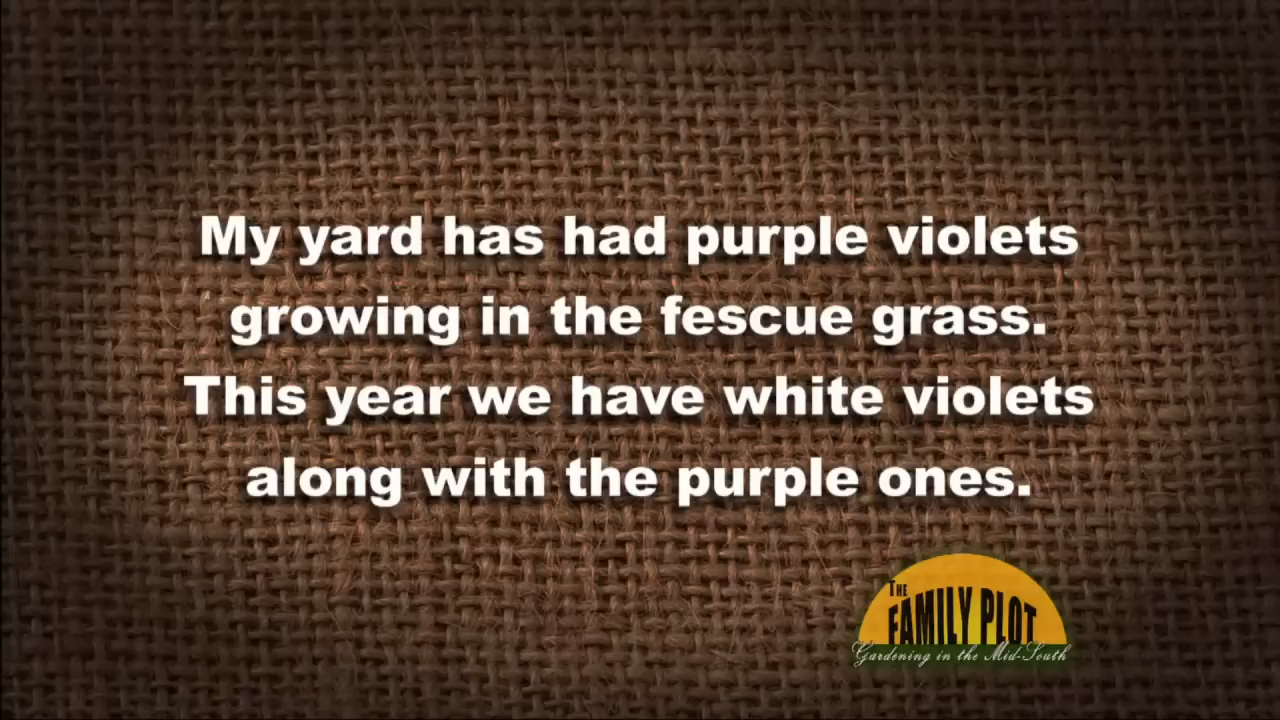 My yard has had purple violets
growing in the fescue grass.
This year we have white violets
along with the purple ones.
THE
FAMILY PLOT
Gardening in the Mid-South